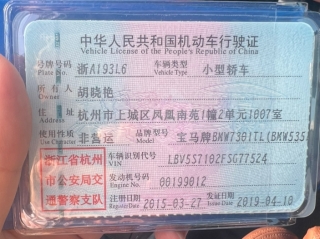 中华人民共和国机动车行驶证
Vehicle License of the People's Republic of China
号牌号码 浙A193L6 车辆类型 小型轿车
Plate No. Vehicle Type
所有人 胡晓艳
Owner
住址 杭州市上城区凤凰南苑1幢2单元1007室
Address
使用性质 非营运 品牌型号 宝马牌BMW7301TL(BMW535
Use Character
浙江省杭州 车辆识别代号 LBV5S7102FSG77524
VIN
市公安局交 发动机号码 00199012
Engine No.
通警察支队 注册日期 2015-03-27 发证日期 2019-04-10
Register Date Issue Date